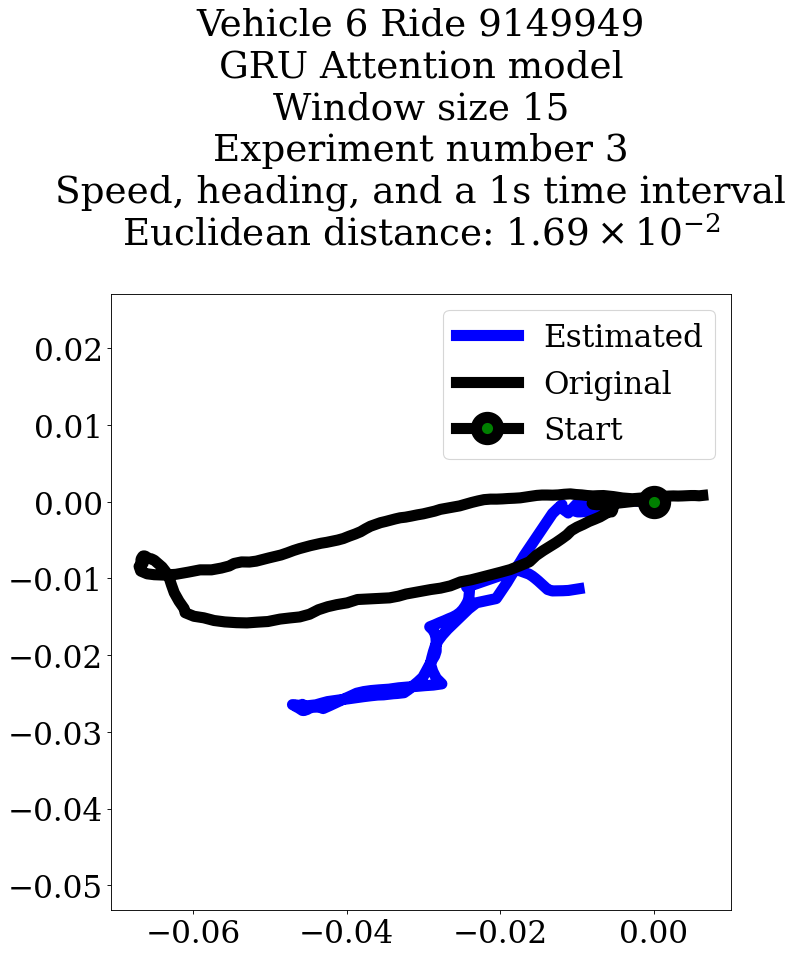 Vehicle 6 Ride 9149949
GRU Attention model
Window size 15
Experiment number 3
Speed, heading, and a 1s time interval
Euclidean distance: 1.69 × 10⁻²
Estimated
Original
Start
0.02
0.01
0.00
−0.01
−0.02
−0.03
−0.04
−0.05
−0.06
−0.04
−0.02
0.00